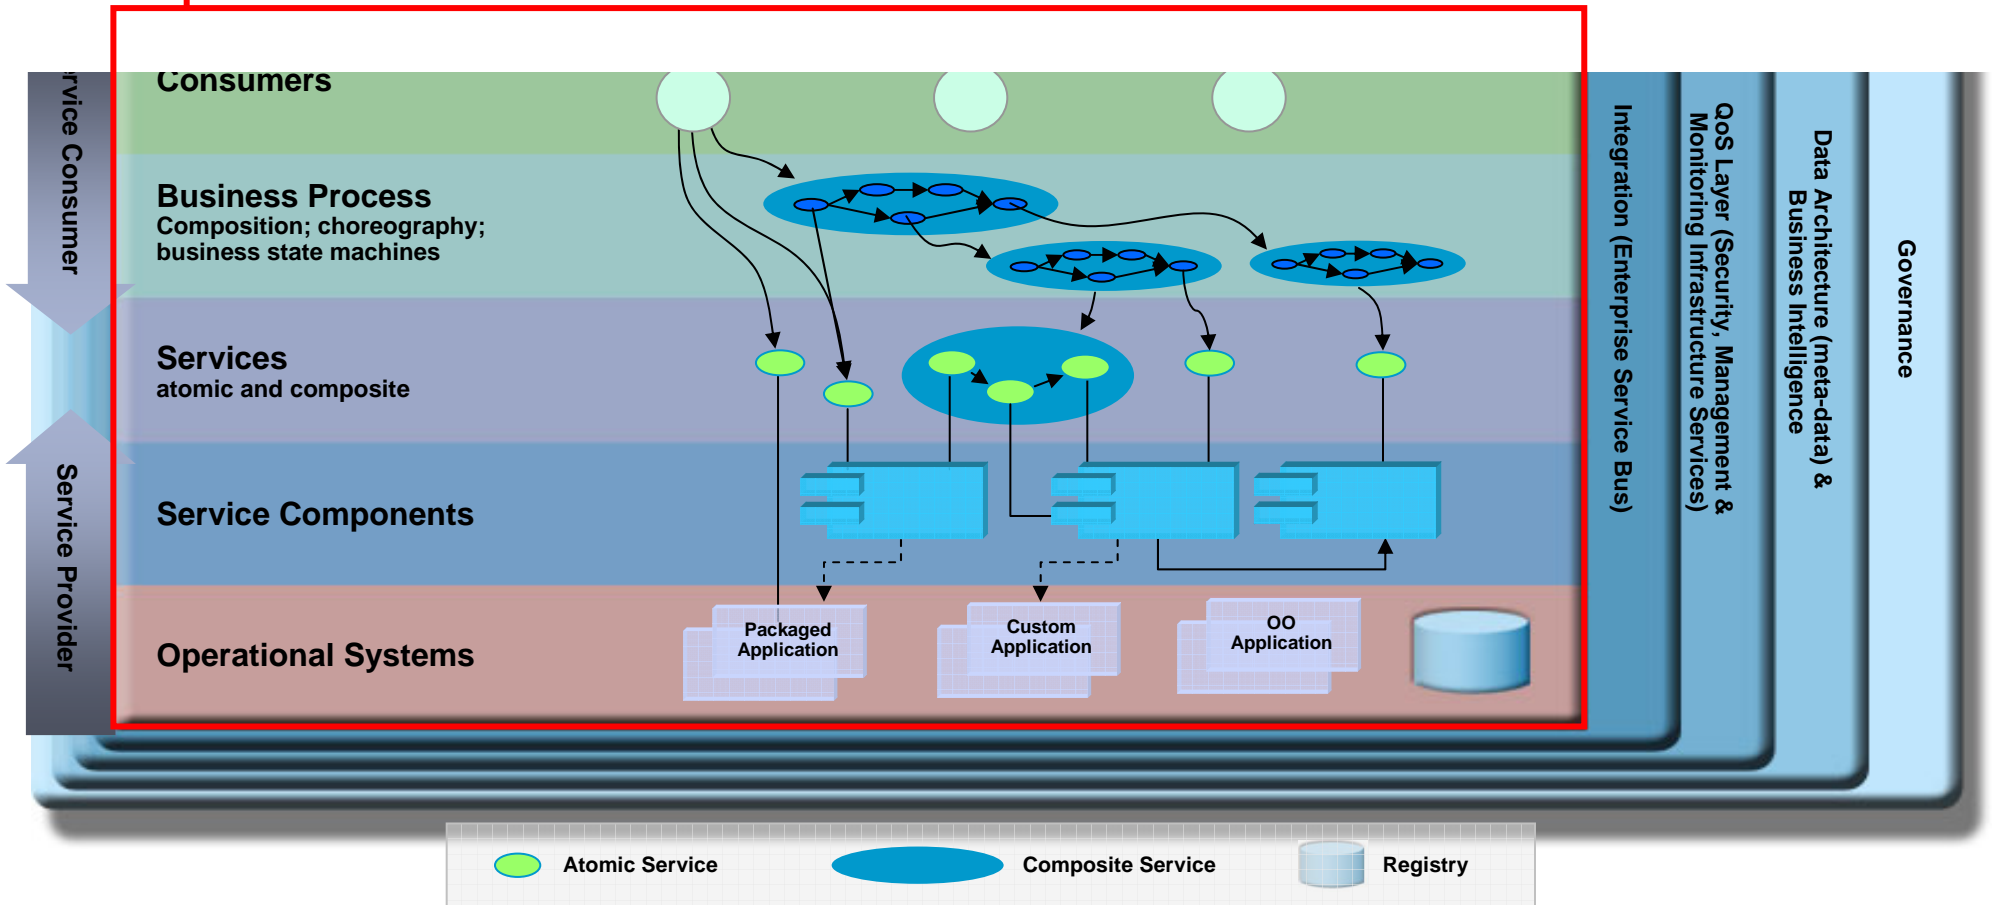 Consumers
Business Process
Composition; choreography;
business state machines
Services
atomic and composite
Service Components
Operational Systems
Packaged
Application
Custom
Application
OO
Application
ervice Consumer
Service Provider
Integration (Enterprise Service Bus)
QoS Layer (Security, Management &
Monitoring Infrastructure Services)
Data Architecture (meta-data) &
Business Intelligence
Governance
Atomic Service
Composite Service
Registry